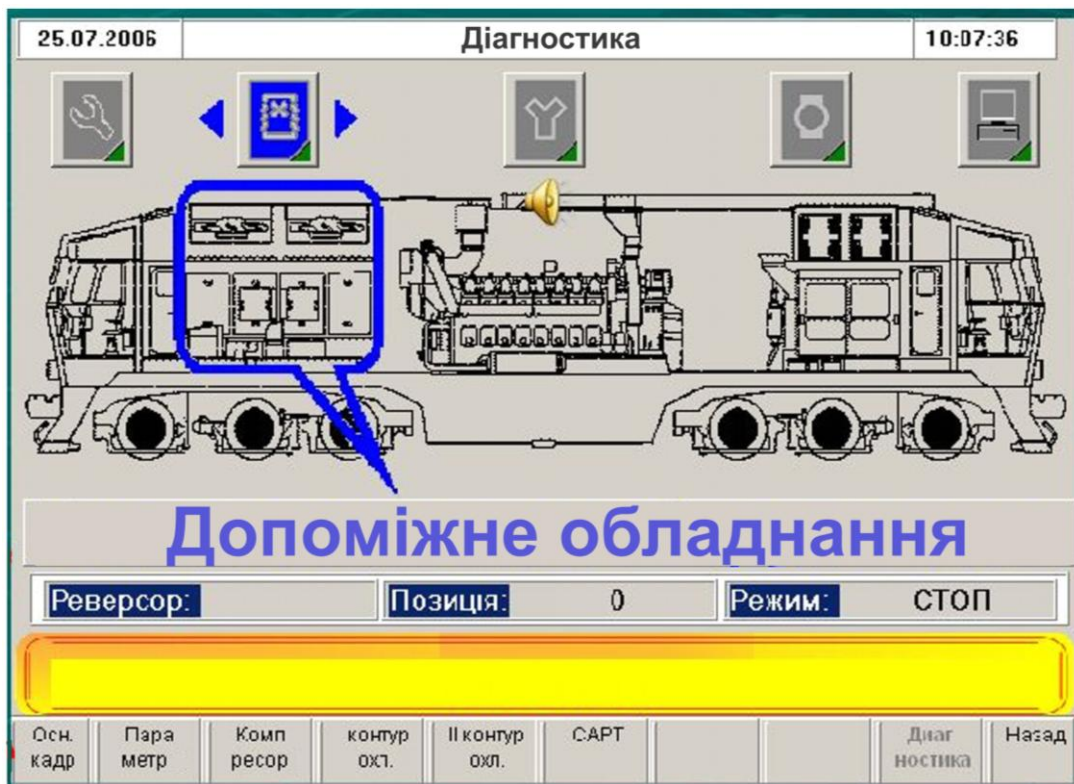 25.07.2006 Діагностика 10:07:36
Допоміжне обладнання
Реверсор: Позиція: 0 Режим: СТОП
Осн. Пара Комп контур II контур САРТ Диаг Назад
кадр метр ресор охл. охл. ностика